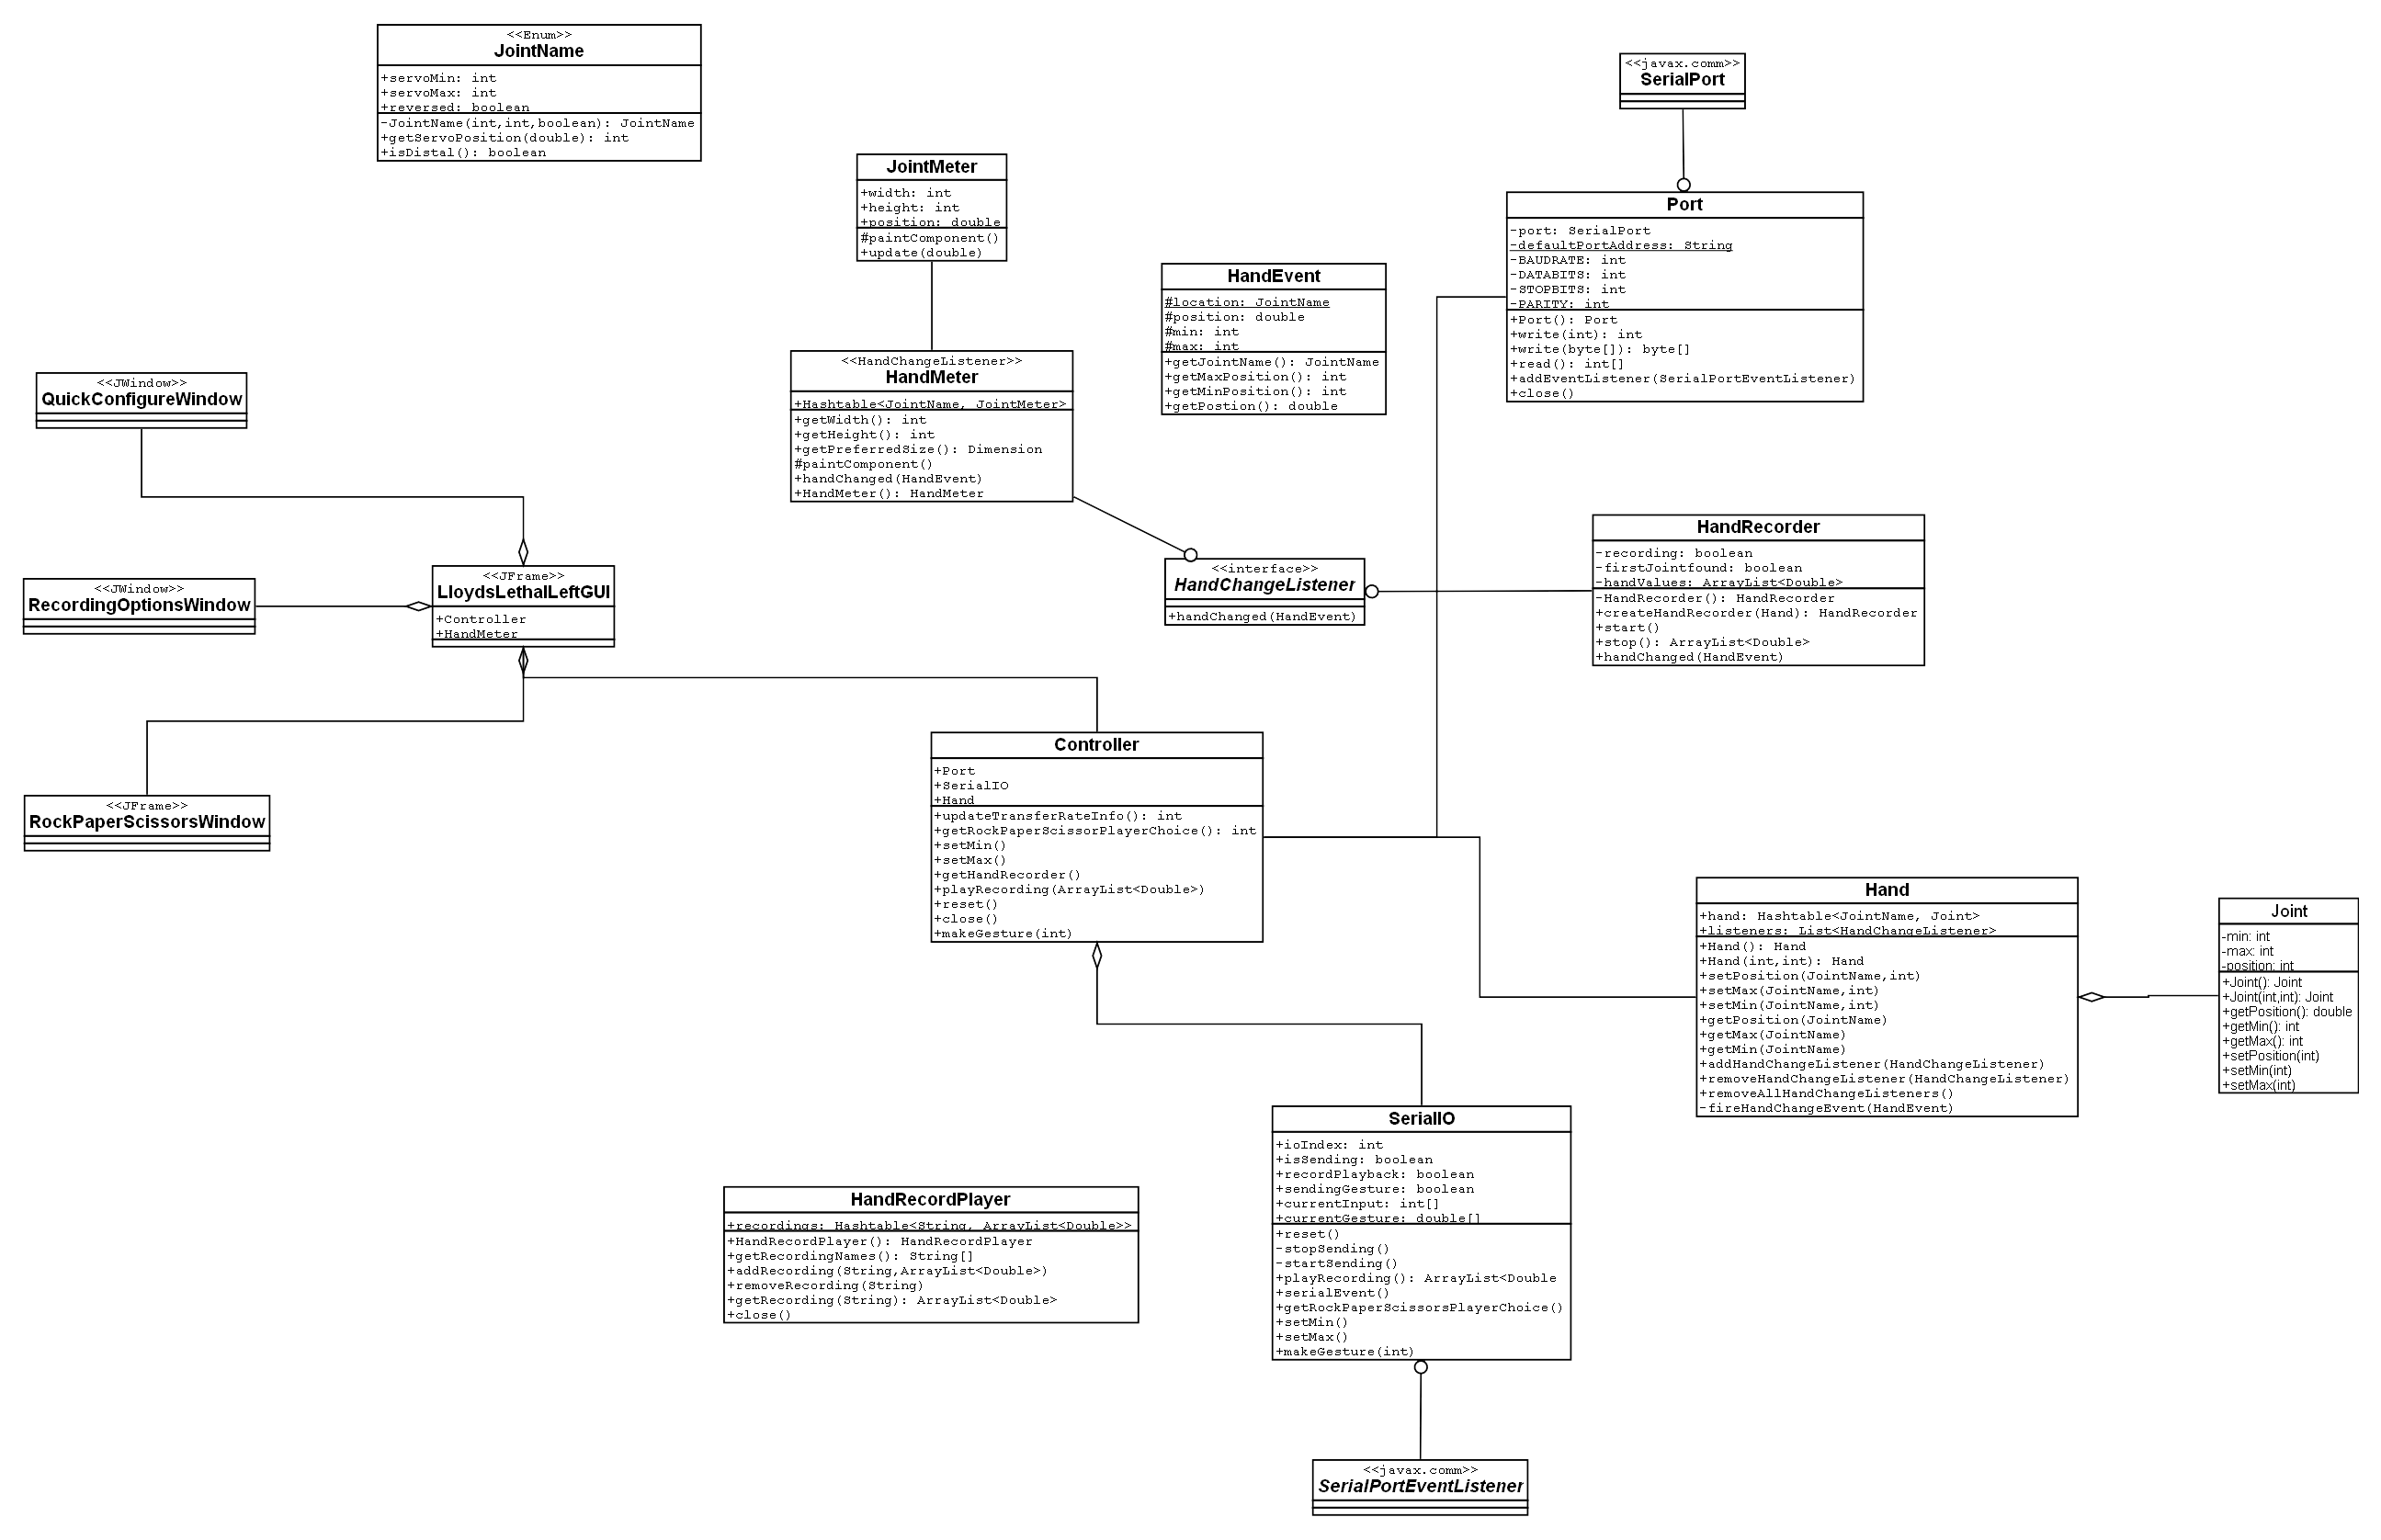 <<Enum>>
JointName
+servoMin: int
+servoMax: int
+reversed: boolean
-JointName(int,int,boolean): JointName
+getServoPosition(double): int
+isDistal(): boolean
<<javax.comm>>
SerialPort
JointMeter
+width: int
+height: int
+position: double
#paintComponent()
+update(double)
Port
-port: SerialPort
-defaultPortAddress: String
-BAUDRATE: int
-DATABITS: int
-STOPBITS: int
-PARITY: int
+Port(): Port
+write(int): int
+write(byte[]): byte[]
+read(): int[]
+addEventListener(SerialPortEventListener)
+close()
HandEvent
#location: JointName
#position: double
#min: int
#max: int
+getJointName(): JointName
+getMaxPosition(): int
+getMinPosition(): int
+getPostion(): double
<<HandChangeListener>>
HandMeter
+Hashtable<JointName, JointMeter>
+getWidth(): int
+getHeight(): int
+getPreferredSize(): Dimension
#paintComponent()
+handChanged(HandEvent)
+HandMeter(): HandMeter
<<JWindow>>
QuickConfigureWindow
<<JWindow>>
RecordingOptionsWindow
<<JFrame>>
LloydsLethalLeftGUI
+Controller
+HandMeter
<<interface>>
HandChangeListener
+handChanged(HandEvent)
HandRecorder
-recording: boolean
-firstJointfound: boolean
-handValues: ArrayList<Double>
-HandRecorder(): HandRecorder
+createHandRecorder(Hand): HandRecorder
+start()
+stop(): ArrayList<Double>
+handChanged(HandEvent)
<<JFrame>>
RockPaperScissorsWindow
Controller
+Port
+SerialIO
+Hand
+updateTransferRateInfo(): int
+getRockPaperScissorPlayerChoice(): int
+setMin()
+setMax()
+getHandRecorder()
+playRecording(ArrayList<Double>)
+reset()
+close()
+makeGesture(int)
Hand
+hand: Hashtable<JointName, Joint>
+listeners: List<HandChangeListener>
+Hand(): Hand
+Hand(int,int): Hand
+setPosition(JointName,int)
+setMax(JointName,int)
+setMin(JointName,int)
+getPosition(JointName)
+getMax(JointName)
+getMin(JointName)
+addHandChangeListener(HandChangeListener)
+removeHandChangeListener(HandChangeListener)
+removeAllHandChangeListeners()
-fireHandChangeEvent(HandEvent)
Joint
-min: int
-max: int
-position: int
+Joint(): Joint
+Joint(int,int): Joint
+getPosition(): double
+getMin(): int
+getMax(): int
+setPosition(int)
+setMin(int)
+setMax(int)
SerialIO
+ioIndex: int
+isSending: boolean
+recordPlayback: boolean
+sendingGesture: boolean
+currentInput: int[]
+currentGesture: double[]
+reset()
-stopSending()
-startSending()
+playRecording(): ArrayList<Double
+serialEvent()
+getRockPaperScissorsPlayerChoice()
+setMin()
+setMax()
+makeGesture(int)
HandRecordPlayer
+recordings: Hashtable<String, ArrayList<Double>>
+HandRecordPlayer(): HandRecordPlayer
+getRecordingNames(): String[]
+addRecording(String,ArrayList<Double>)
+removeRecording(String)
+getRecording(String): ArrayList<Double>
+close()
<<javax.comm>>
SerialPortEventListener